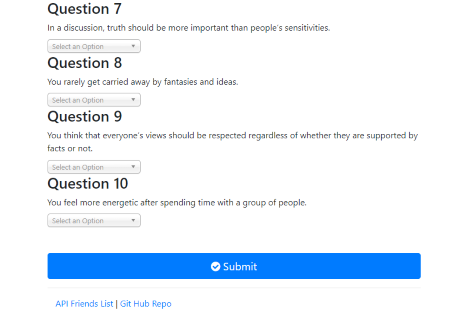 Question 7
In a discussion, truth should be more important than people's sensitivities.
Select an Option
Question 8
You rarely get carried away by fantasies and ideas.
Select an Option
Question 9
You think that everyone's views should be respected regardless of whether they are supported by
facts or not.
Select an Option
Question 10
You feel more energetic after spending time with a group of people.
Select an Option
Submit
API Friends List | Git Hub Repo